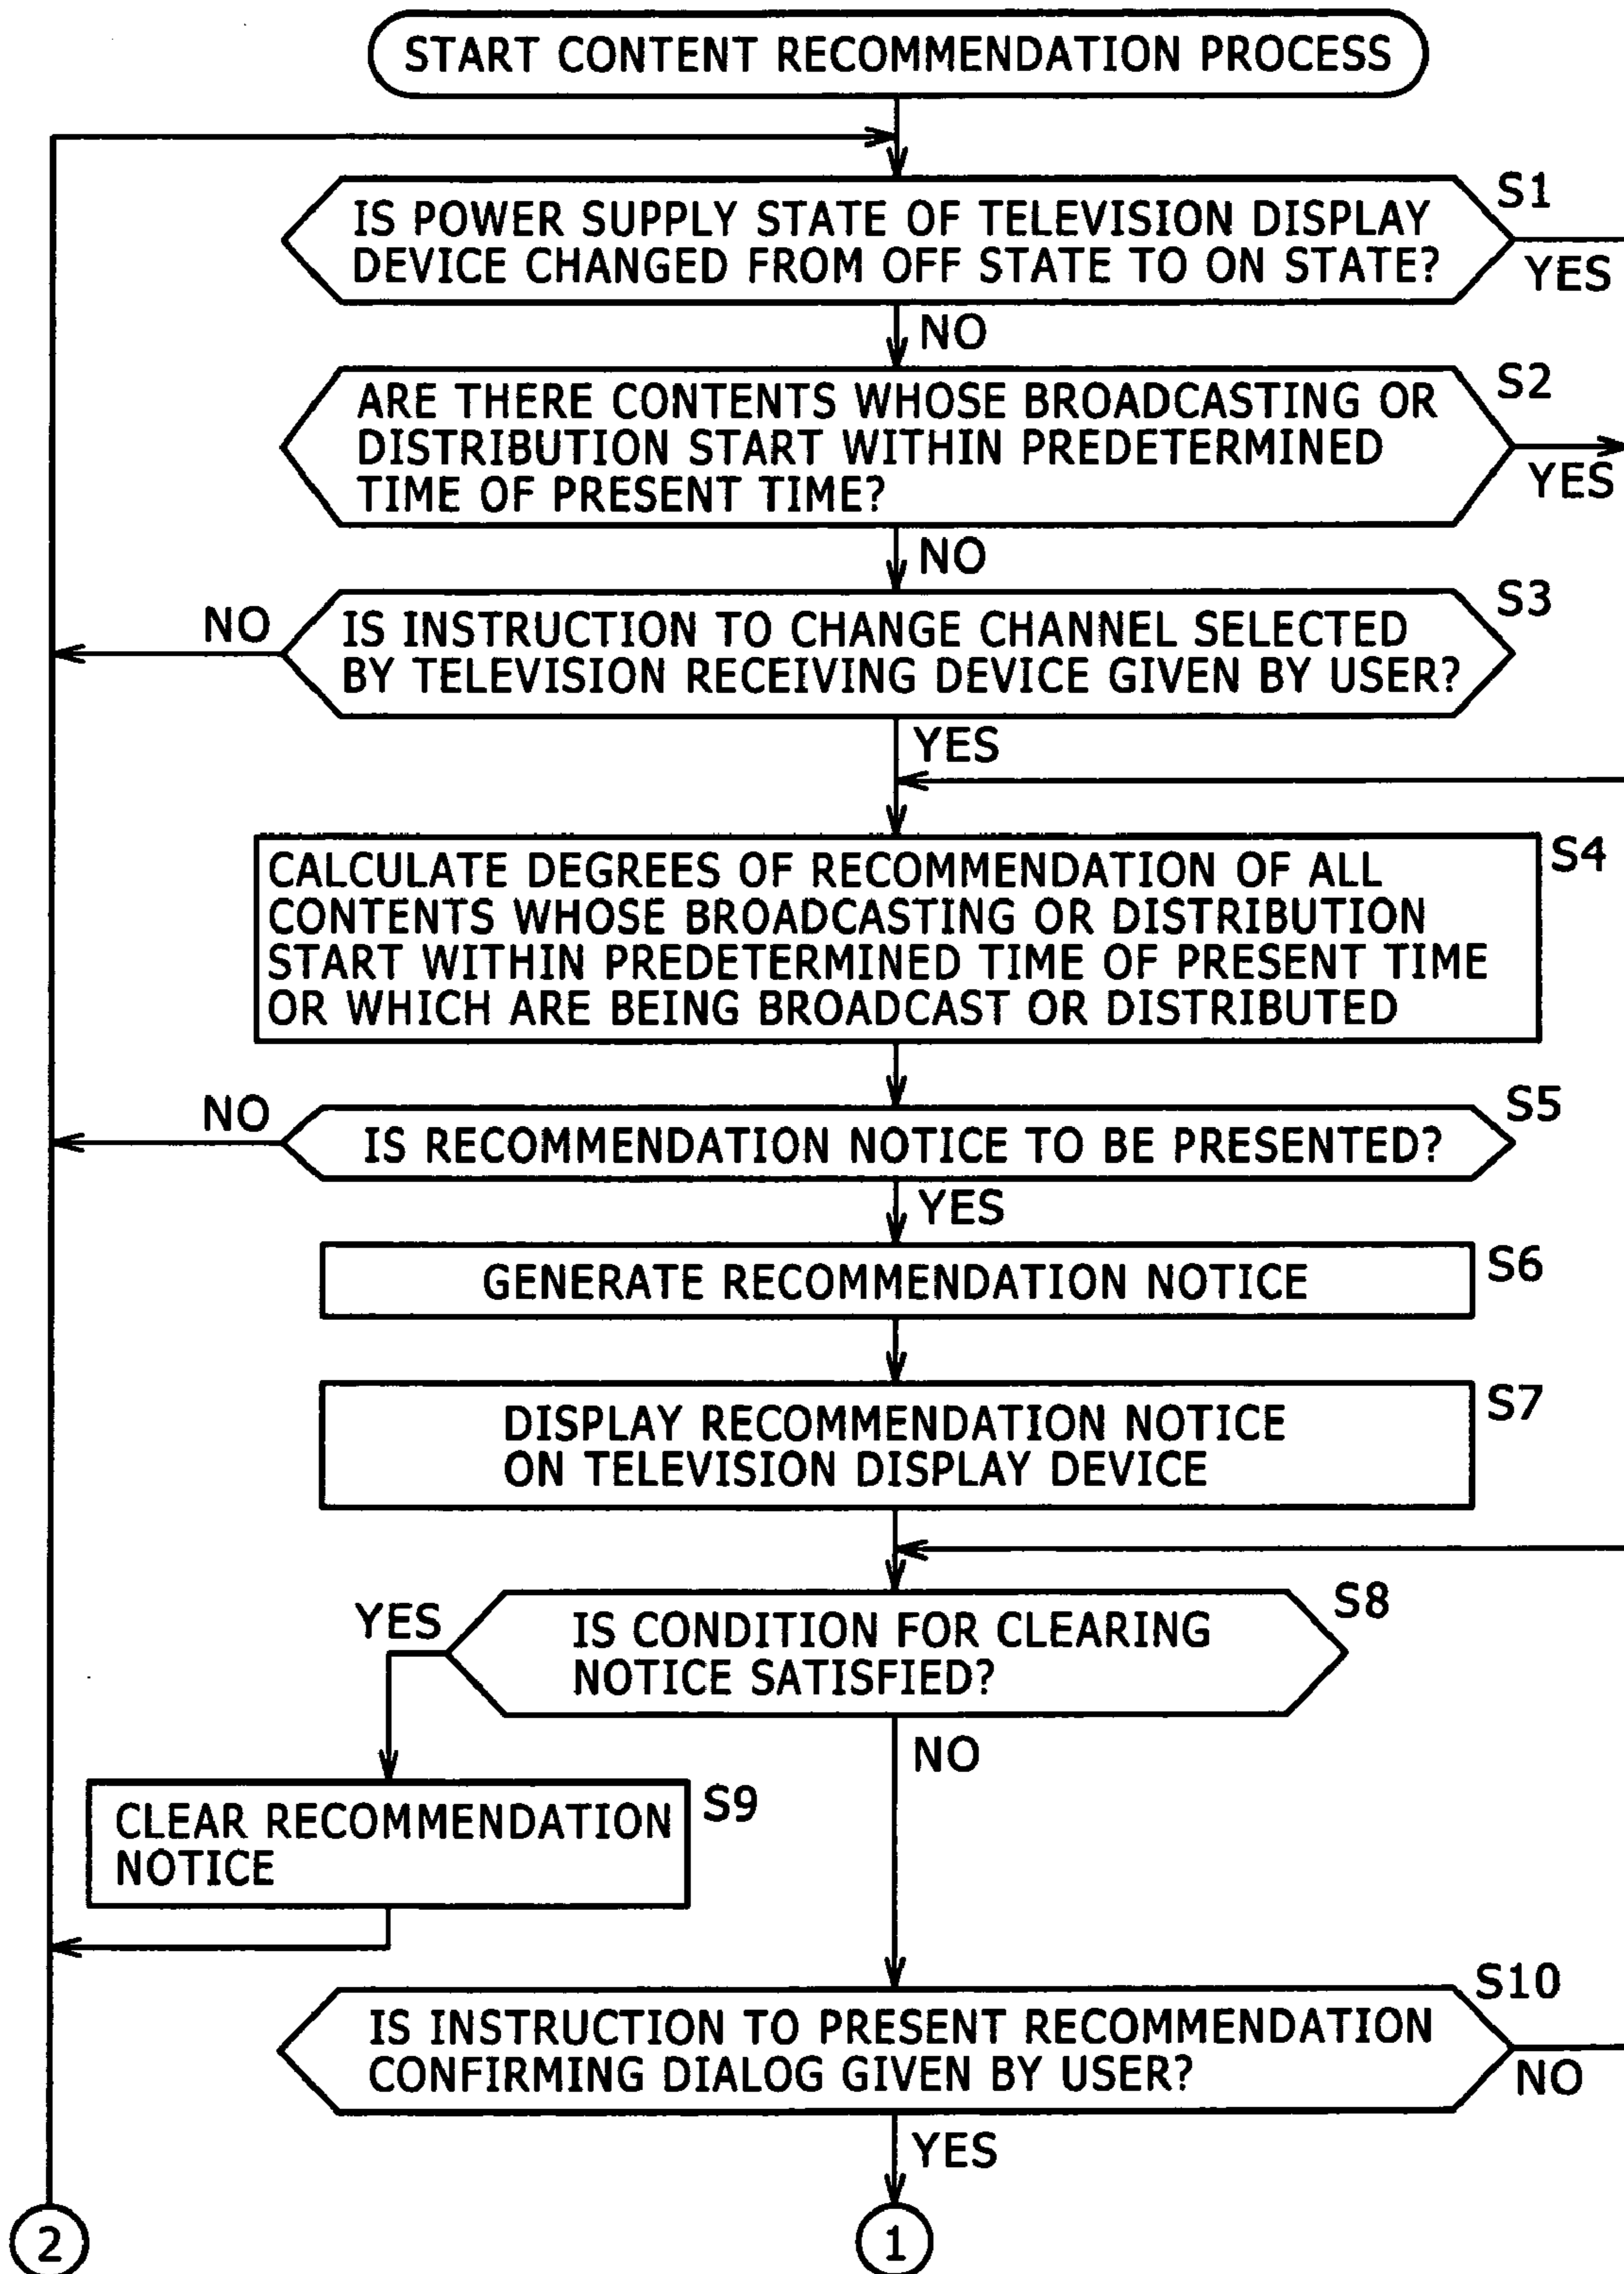 START CONTENT RECOMMENDATION PROCESS
S1
IS POWER SUPPLY STATE OF TELEVISION DISPLAY
DEVICE CHANGED FROM OFF STATE TO ON STATE?
YES
NO
S2
ARE THERE CONTENTS WHOSE BROADCASTING OR
DISTRIBUTION START WITHIN PREDETERMINED
TIME OF PRESENT TIME?
YES
NO
S3
NO
IS INSTRUCTION TO CHANGE CHANNEL SELECTED
BY TELEVISION RECEIVING DEVICE GIVEN BY USER?
YES
S4
CALCULATE DEGREES OF RECOMMENDATION OF ALL
CONTENTS WHOSE BROADCASTING OR DISTRIBUTION
START WITHIN PREDETERMINED TIME OF PRESENT TIME
OR WHICH ARE BEING BROADCAST OR DISTRIBUTED
S5
NO
IS RECOMMENDATION NOTICE TO BE PRESENTED?
YES
S6
GENERATE RECOMMENDATION NOTICE
S7
DISPLAY RECOMMENDATION NOTICE
ON TELEVISION DISPLAY DEVICE
S8
YES
IS CONDITION FOR CLEARING
NOTICE SATISFIED?
NO
S9
CLEAR RECOMMENDATION
NOTICE
S10
IS INSTRUCTION TO PRESENT RECOMMENDATION
CONFIRMING DIALOG GIVEN BY USER?
NO
YES
2
1